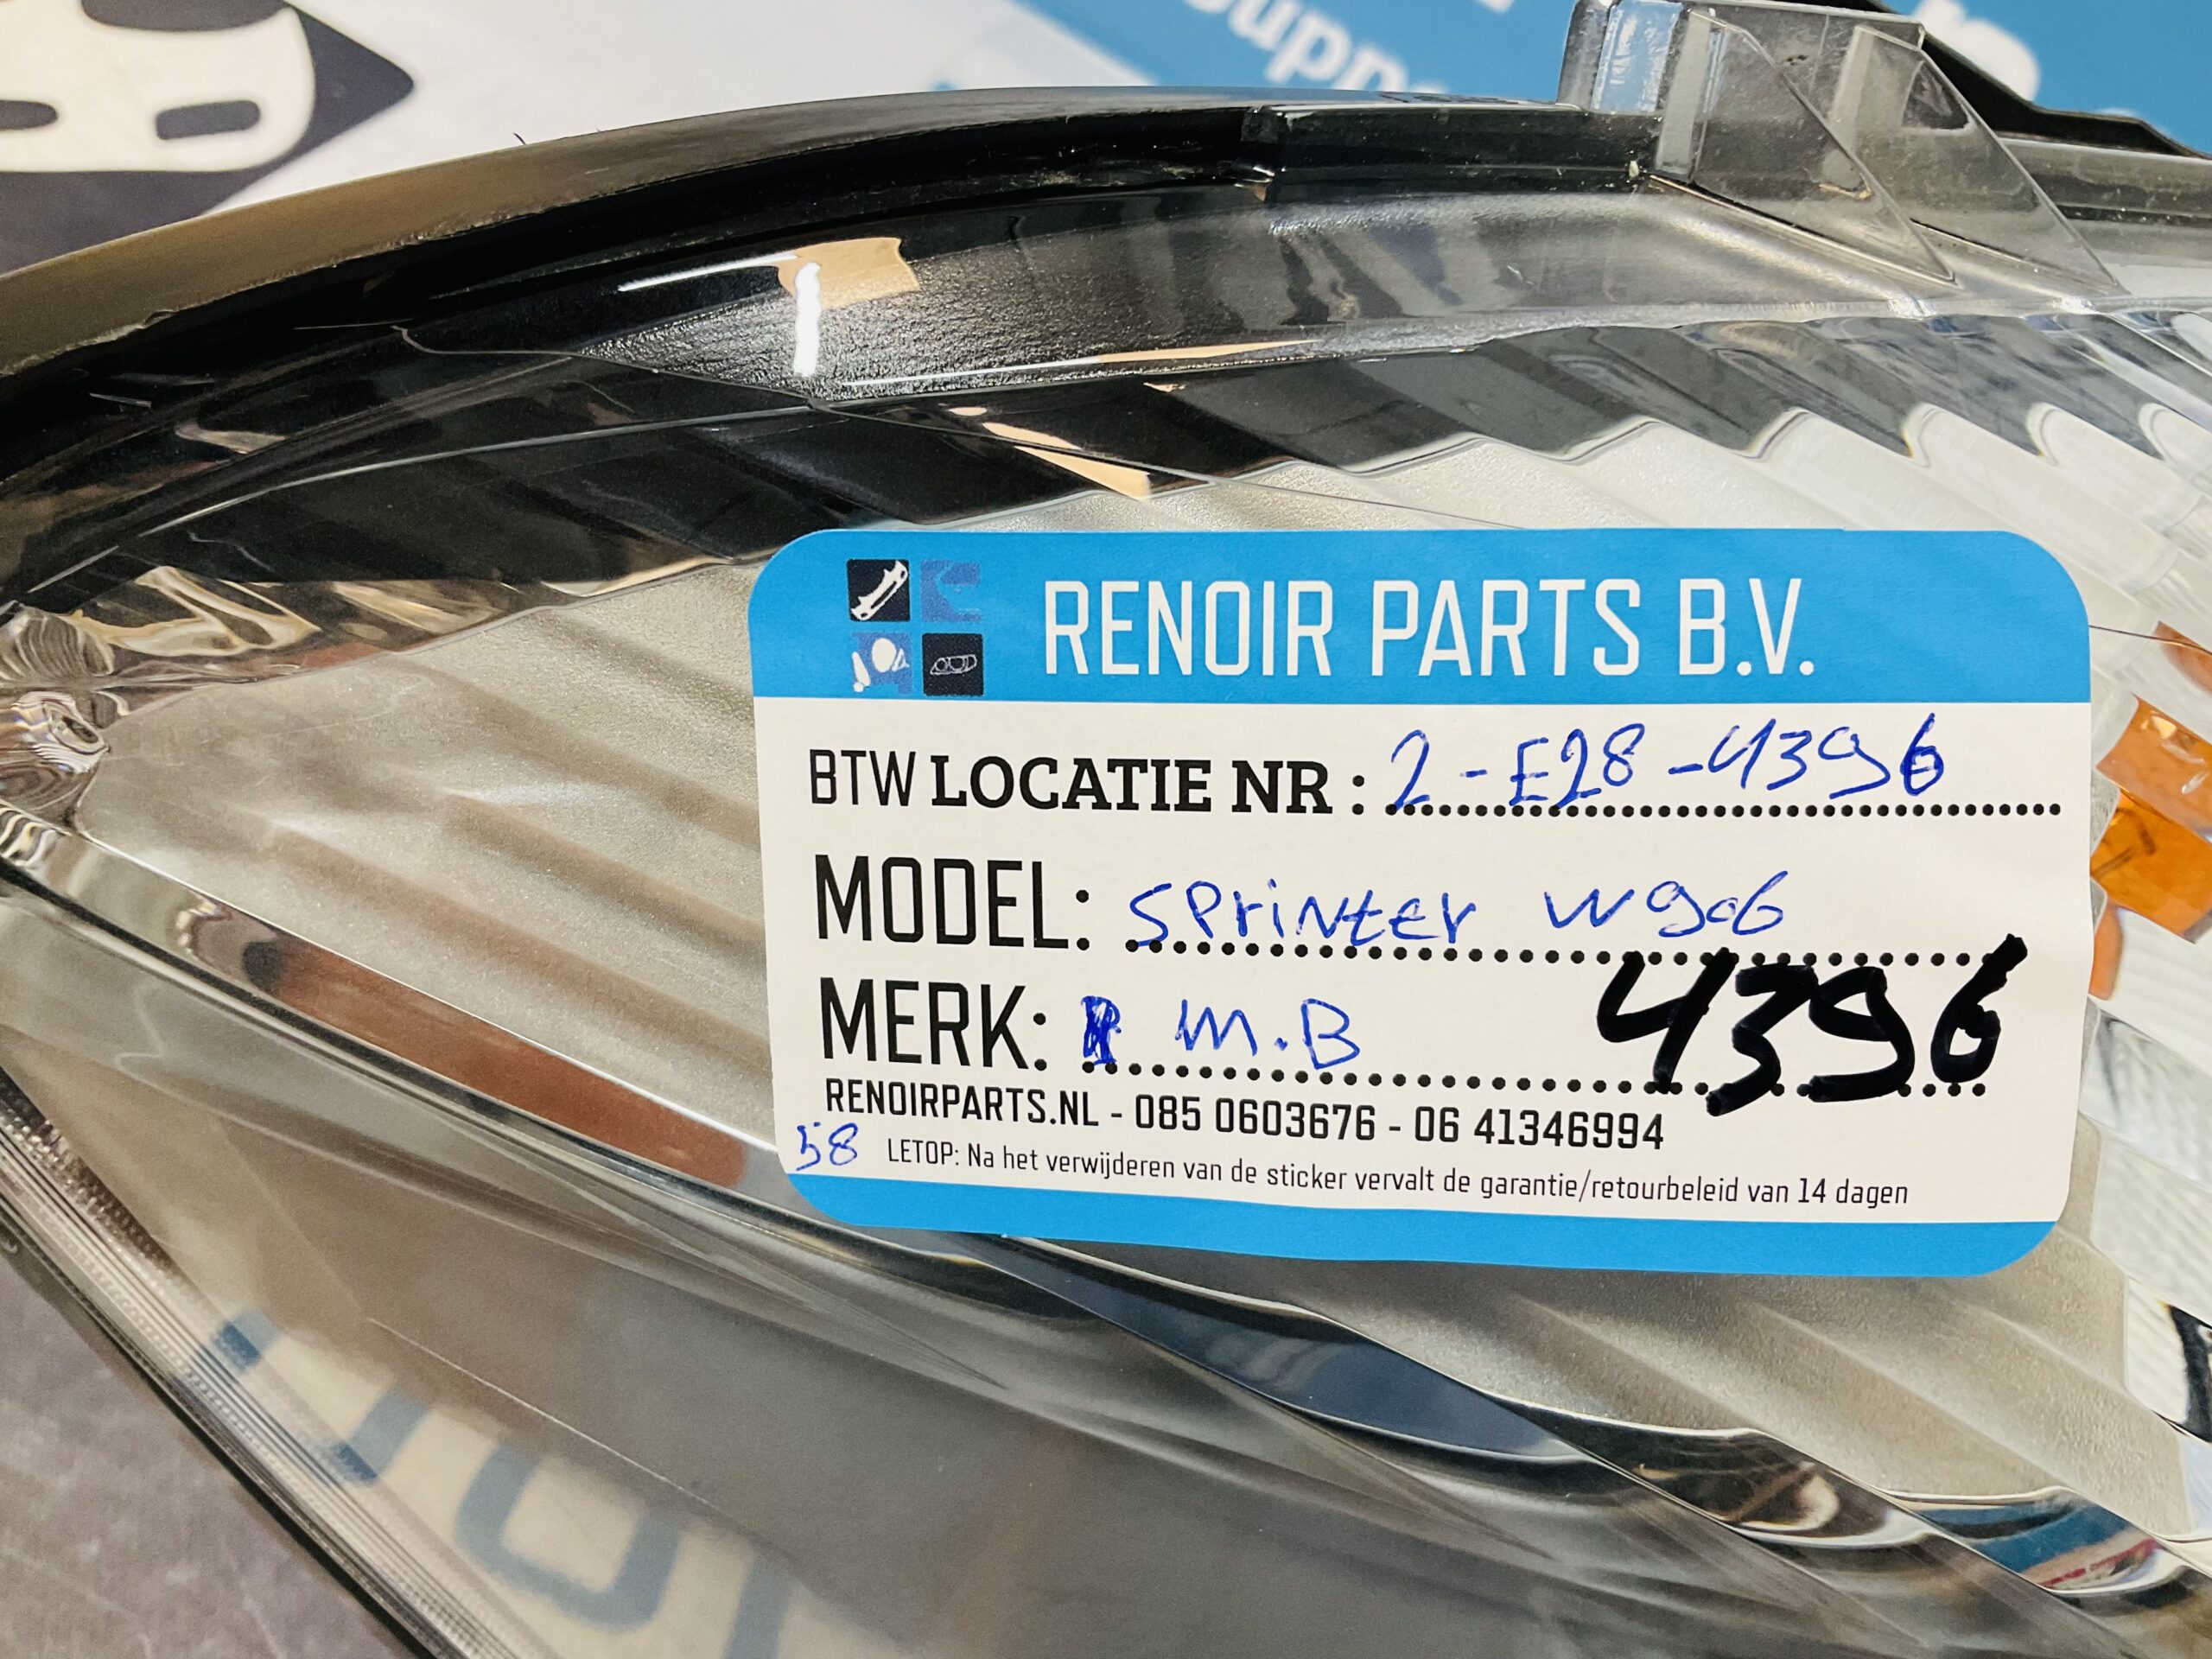 RENOIR PARTS B.V.
BTW LOCATIE NR : 2-E28-4396
MODEL: Sprinter W906
MERK: M.B 4396
RENOIRPARTS.NL - 085 0603676 - 06 41346994
58 LETOP: Na het verwijderen van de sticker vervalt de garantie/retourbeleid van 14 dagen